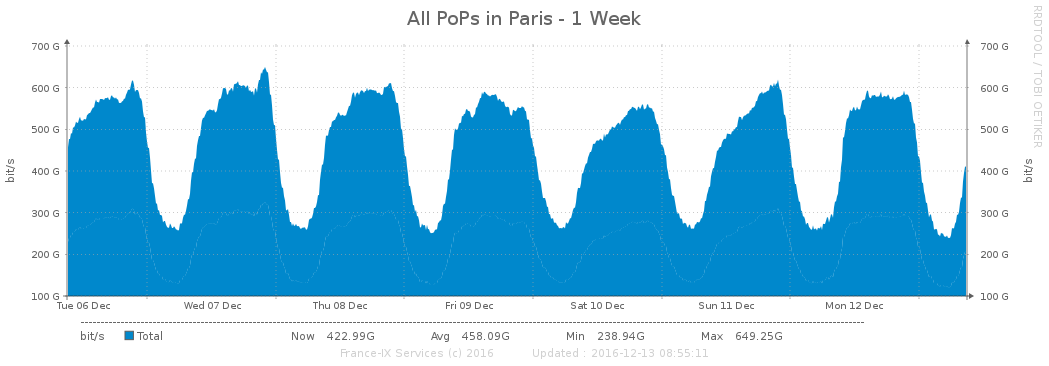 All PoPs in Paris - 1 Week
RRDTOOL / TOBI OETIKER
bit/s
700 G
600 G
500 G
400 G
300 G
200 G
100 G
700 G
600 G
500 G
400 G
300 G
200 G
100 G
bit/s
Tue 06 Dec Wed 07 Dec Thu 08 Dec Fri 09 Dec Sat 10 Dec Sun 11 Dec Mon 12 Dec
bit/s Total Now 422.99G Avg 458.09G Min 238.94G Max 649.25G
France-IX Services (c) 2016 Updated : 2016-12-13 08:55:11